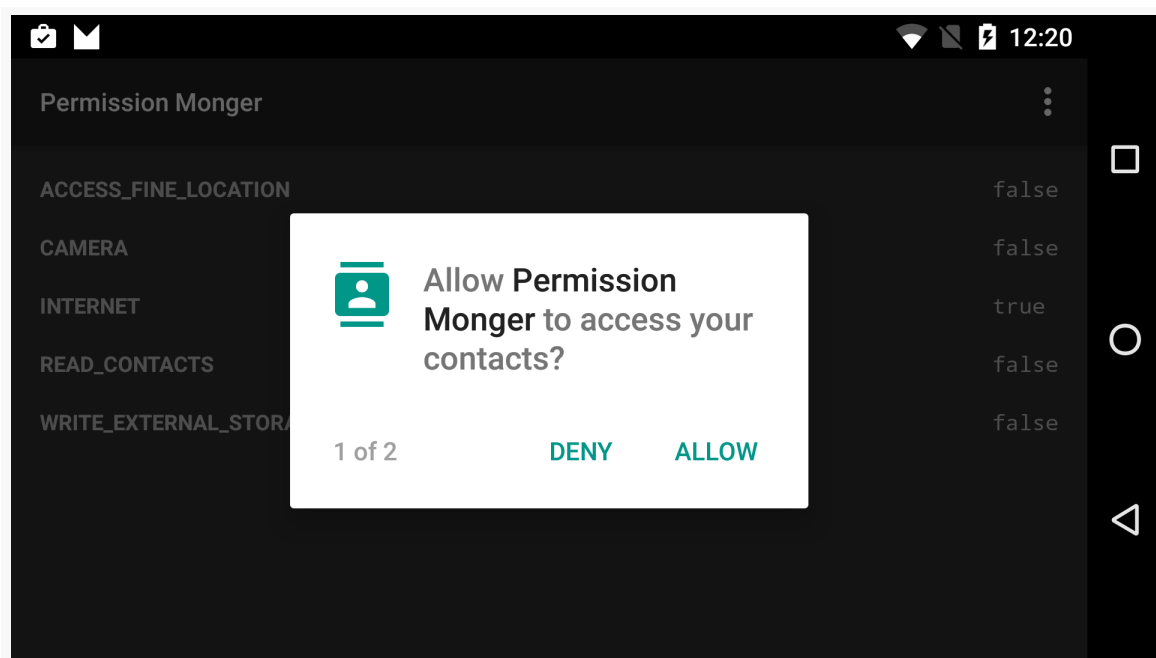 12:20
Permission Monger
ACCESS_FINE_LOCATION false
CAMERA false
INTERNET true
READ_CONTACTS false
WRITE_EXTERNAL_STORA false
Allow Permission
Monger to access your
contacts?
1 of 2 DENY ALLOW